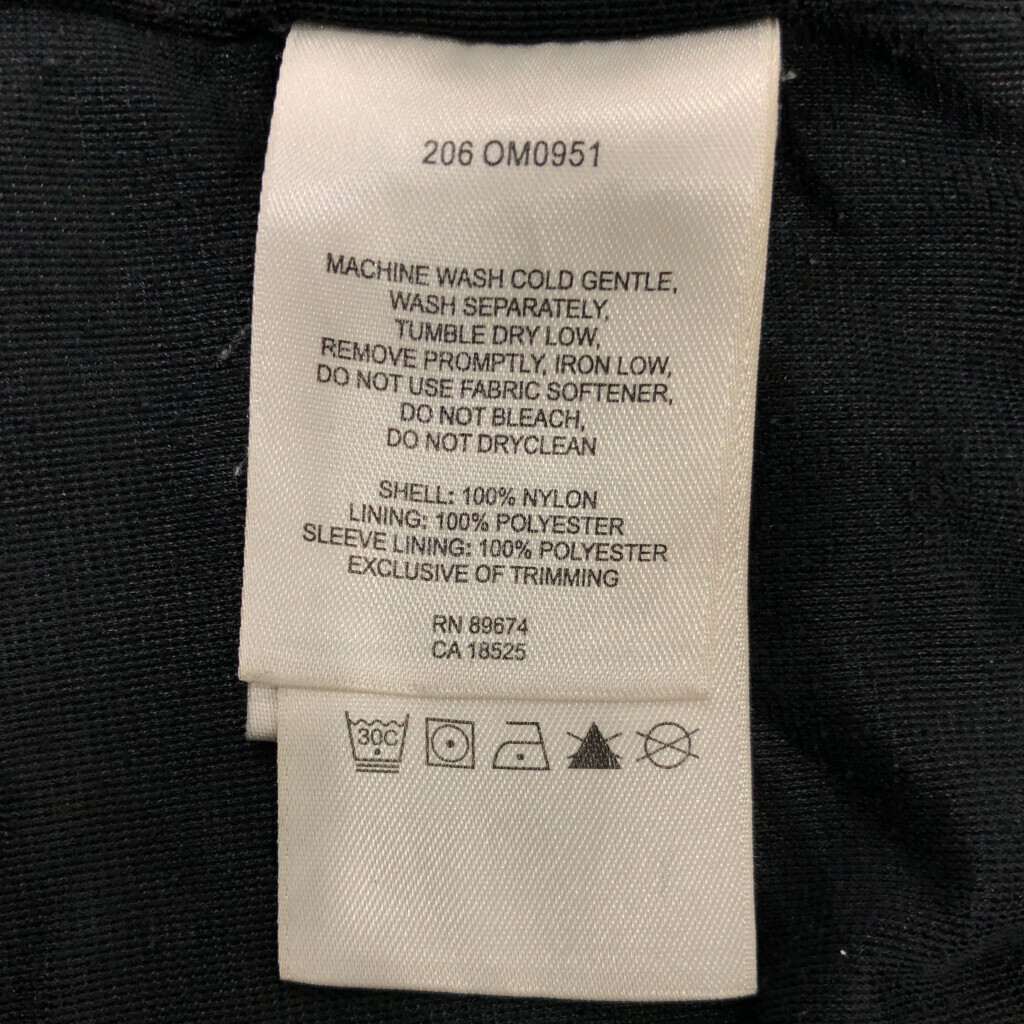 206 OM0951
MACHINE WASH COLD GENTLE,
WASH SEPARATELY,
TUMBLE DRY LOW,
REMOVE PROMPTLY, IRON LOW,
DO NOT USE FABRIC SOFTENER,
DO NOT BLEACH,
DO NOT DRYCLEAN
SHELL: 100% NYLON
LINING: 100% POLYESTER
SLEEVE LINING: 100% POLYESTER
EXCLUSIVE OF TRIMMING
RN 89674
CA 18525
30C